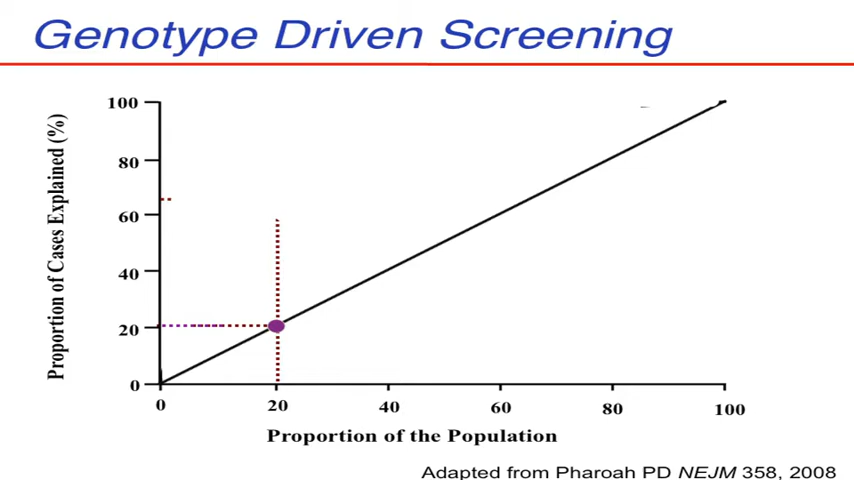 Genotype Driven Screening
Proportion of Cases Explained (%)
100
80
60
40
20
0
0 20 40 60 80 100
Proportion of the Population
Adapted from Pharoah PD NEJM 358, 2008